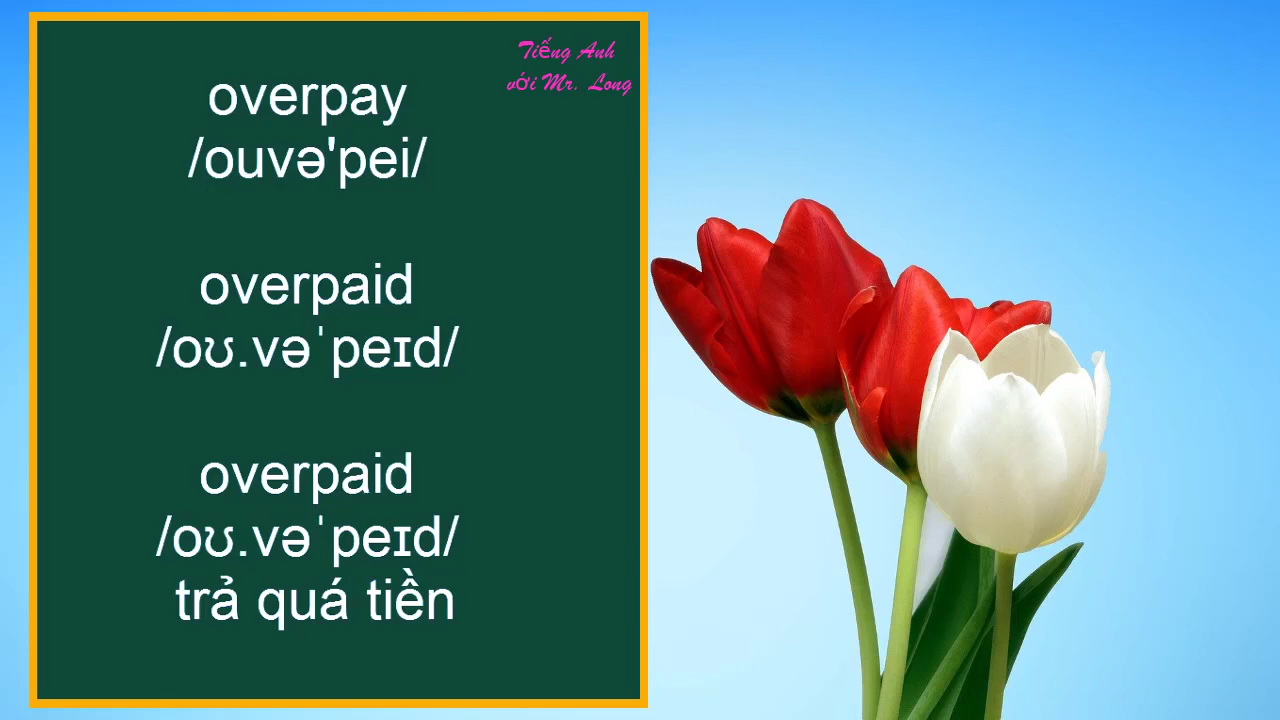 Tiếng Anh
với Mr. Long
overpay
/ouvə'pei/
overpaid
/oʊ.vəˈpeɪd/
overpaid
/oʊ.vəˈpeɪd/
trả quá tiền